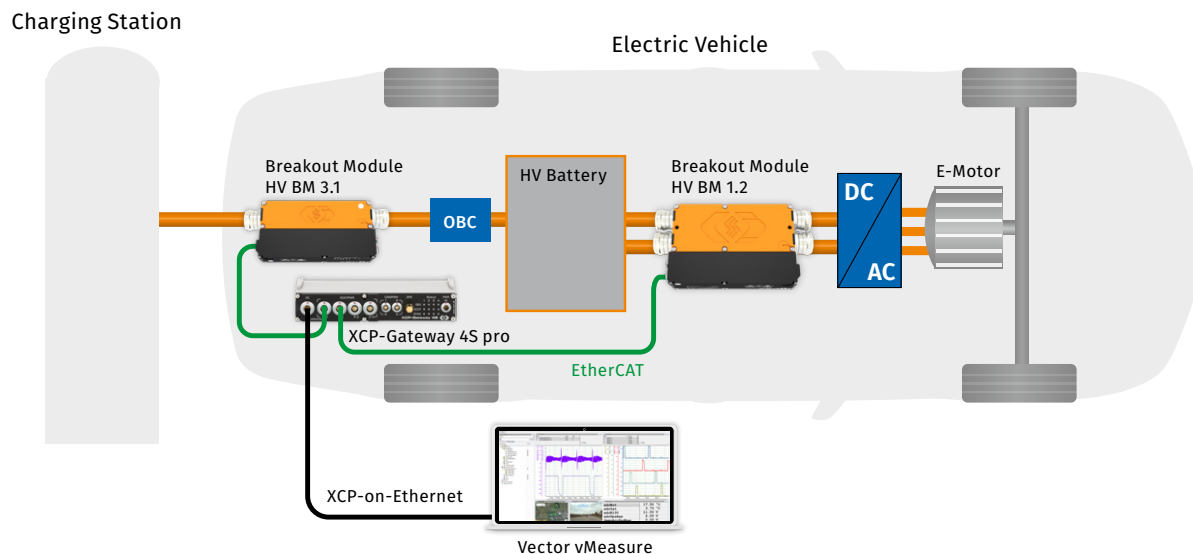 Charging Station
Electric Vehicle
Breakout Module
HV BM 3.1
HV Battery
Breakout Module
HV BM 1.2
E-Motor
DC
AC
OBC
XCP-Gateway 4S pro
EtherCAT
XCP-on-Ethernet
Vector vMeasure